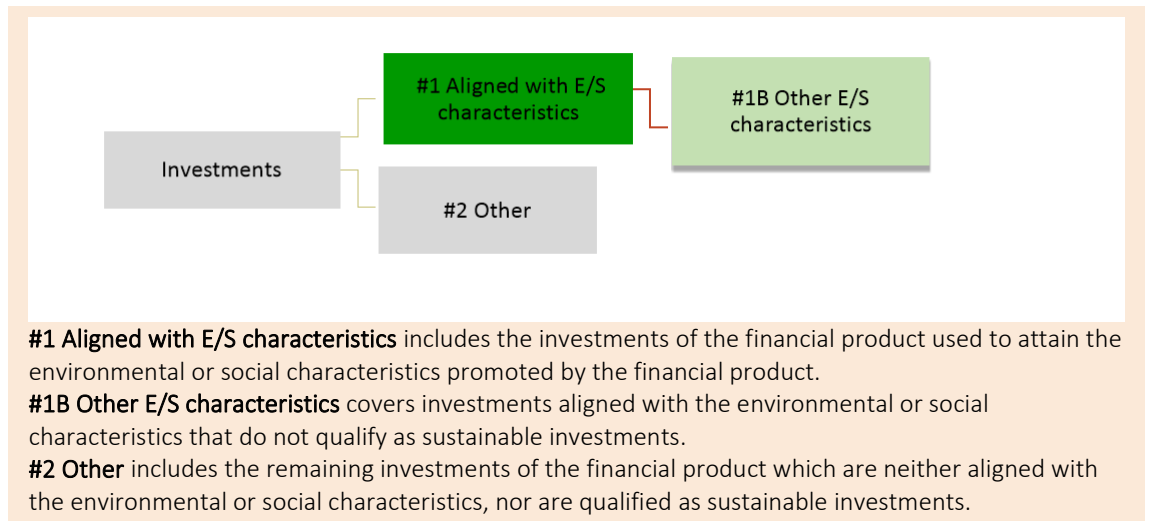 #1 Aligned with E/S
characteristics
#1B Other E/S
characteristics
Investments
#2 Other
#1 Aligned with E/S characteristics includes the investments of the financial product used to attain the
environmental or social characteristics promoted by the financial product.
#1B Other E/S characteristics covers investments aligned with the environmental or social
characteristics that do not qualify as sustainable investments.
#2 Other includes the remaining investments of the financial product which are neither aligned with
the environmental or social characteristics, nor are qualified as sustainable investments.